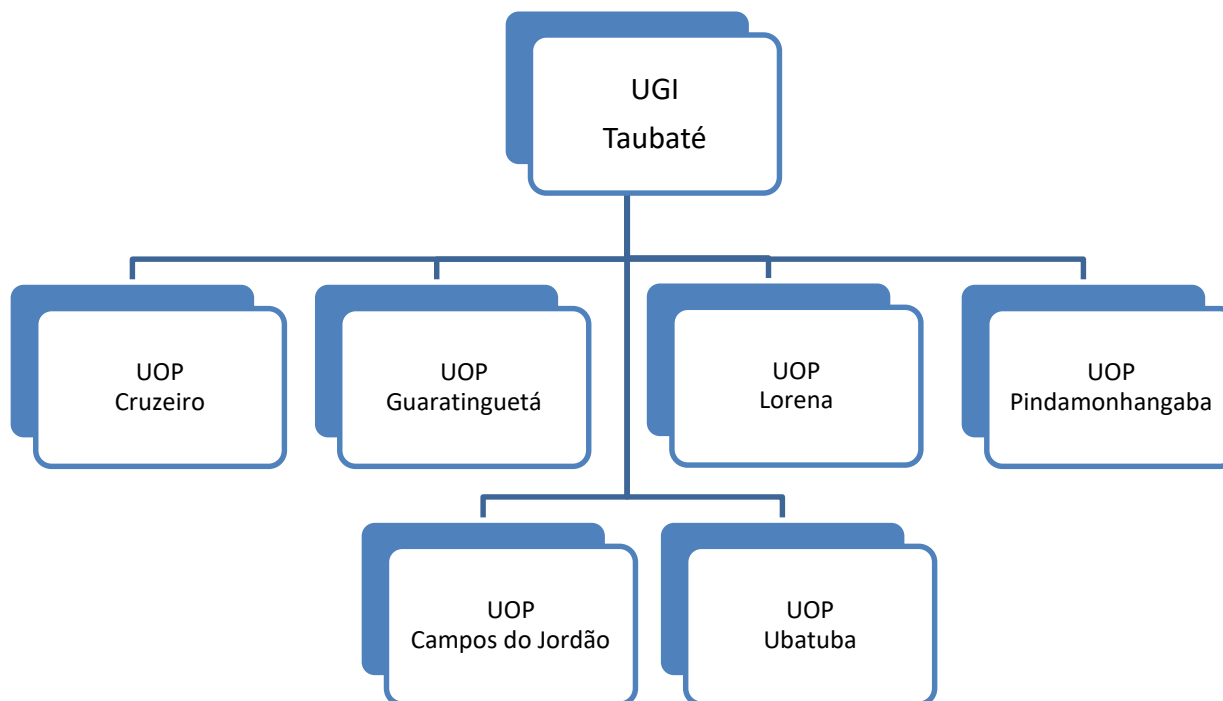 UGI
Taubaté
UOP
Cruzeiro
UOP
Guaratinguetá
UOP
Lorena
UOP
Pindamonhangaba
UOP
Campos do Jordão
UOP
Ubatuba